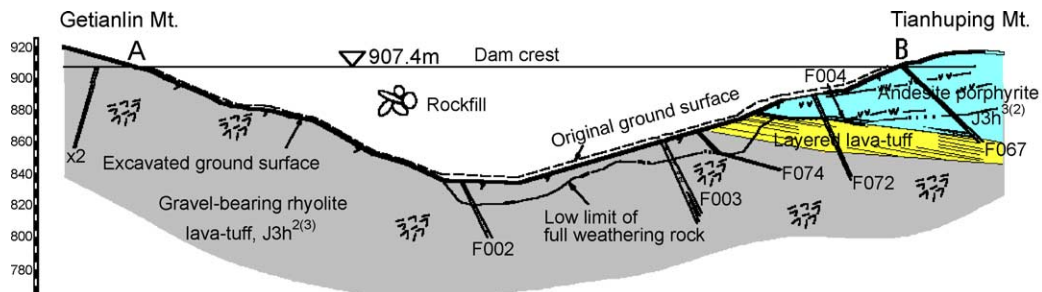 Getianlin Mt.
Tianhuping Mt.
920
900
880
860
840
820
800
780
A
B
907.4m
Dam crest
Rockfill
Original ground surface
F004
Andesite porphyrite
J3h3(2)
Layered lava-tuff
F067
x2
Excavated ground surface
F074
F072
F003
Gravel-bearing rhyolite
lava-tuff, J3h2(3)
Low limit of
full weathering rock
F002